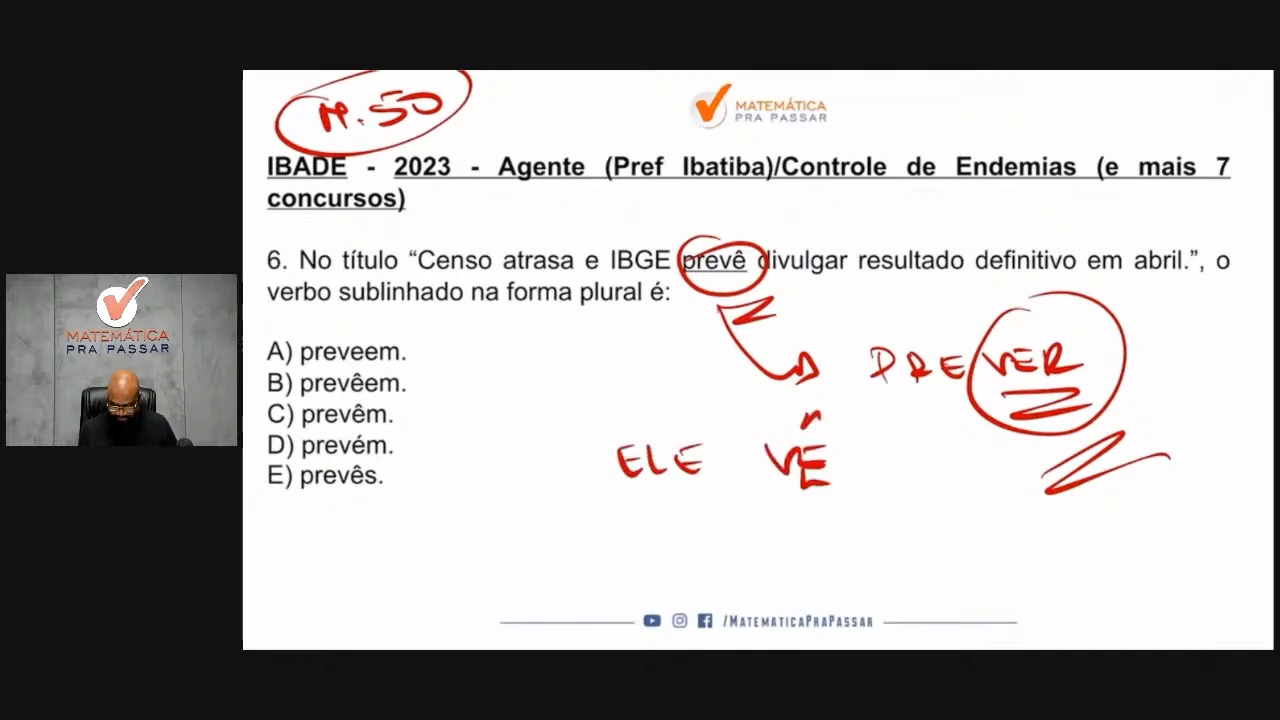 M.50
MATEMÁTICA
PRA PASSAR
IBADE - 2023 - Agente (Pref Ibatiba)/Controle de Endemias (e mais 7
concursos)
6. No título “Censo atrasa e IBGE prevê divulgar resultado definitivo em abril.”, o
verbo sublinhado na forma plural é:
A) preveem.
B) prevêem.
C) prevêm.
D) prevém.
E) prevês.
PREVER
ELE VÊ
MATEMÁTICA
PRA PASSAR
/MATEMATICAPRAPASSAR